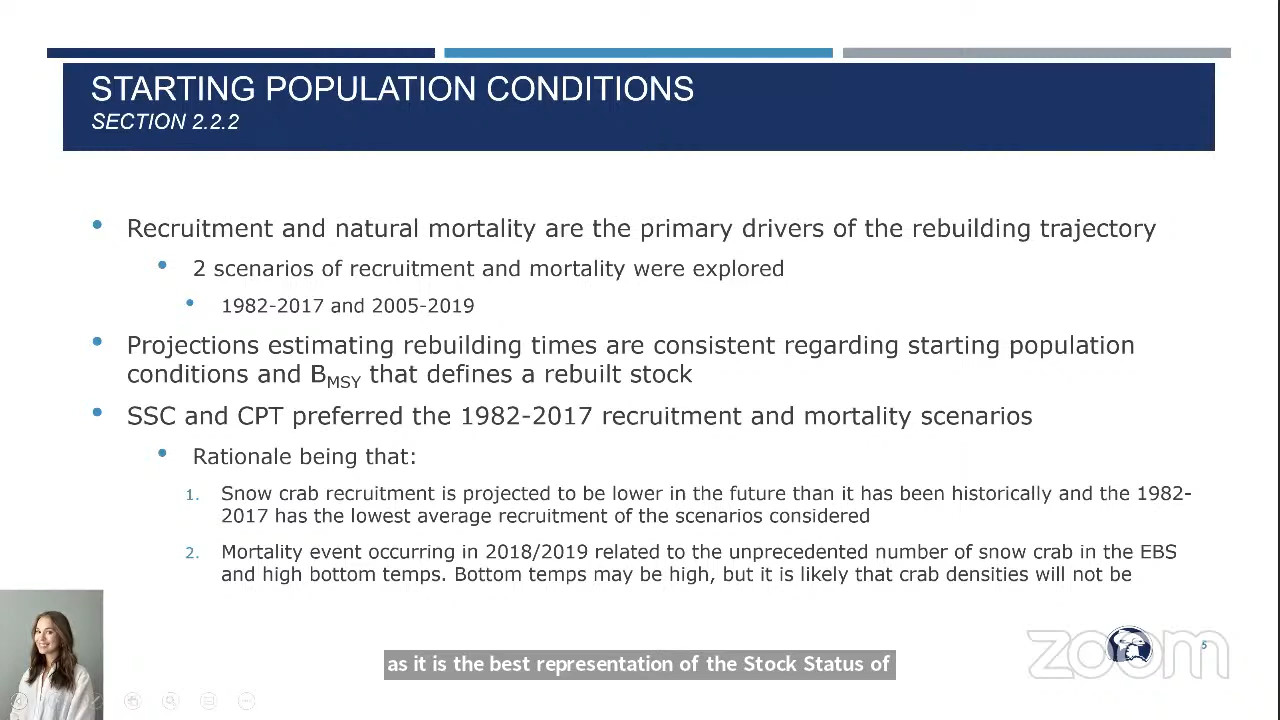 STARTING POPULATION CONDITIONS
SECTION 2.2.2
• Recruitment and natural mortality are the primary drivers of the rebuilding trajectory
• 2 scenarios of recruitment and mortality were explored
• 1982-2017 and 2005-2019
• Projections estimating rebuilding times are consistent regarding starting population
conditions and BMSY that defines a rebuilt stock
• SSC and CPT preferred the 1982-2017 recruitment and mortality scenarios
• Rationale being that:
1. Snow crab recruitment is projected to be lower in the future than it has been historically and the 1982-
2017 has the lowest average recruitment of the scenarios considered
2. Mortality event occurring in 2018/2019 related to the unprecedented number of snow crab in the EBS
and high bottom temps. Bottom temps may be high, but it is likely that crab densities will not be
zoom
5
as it is the best representation of the Stock Status of